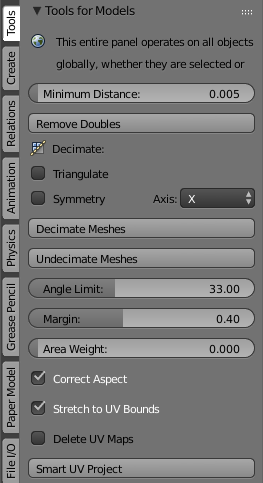 Tools for Models
This entire panel operates on all objects
globally, whether they are selected or
Minimum Distance: 0.005
Remove Doubles
Decimate:
Triangulate
Symmetry Axis: X
Decimate Meshes
Undecimate Meshes
Angle Limit: 33.00
Margin: 0.40
Area Weight: 0.000
Correct Aspect
Stretch to UV Bounds
Delete UV Maps
Smart UV Project
Tools
Create
Relations
Animation
Physics
Grease Pencil
Paper Model
File I/O